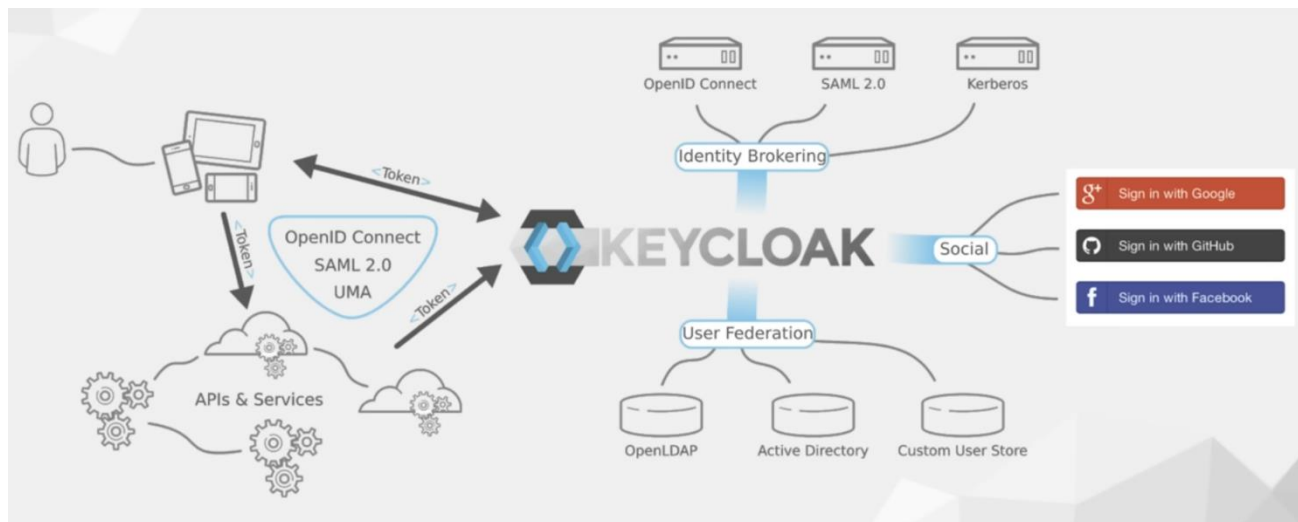 OpenID Connect
SAML 2.0
Kerberos
Identity Brokering
<Token>
<Token>
OpenID Connect
SAML 2.0
UMA
<Token>
KEYCLOAK
Social
g+ Sign in with Google
Sign in with GitHub
f Sign in with Facebook
User Federation
APIs & Services
OpenLDAP
Active Directory
Custom User Store